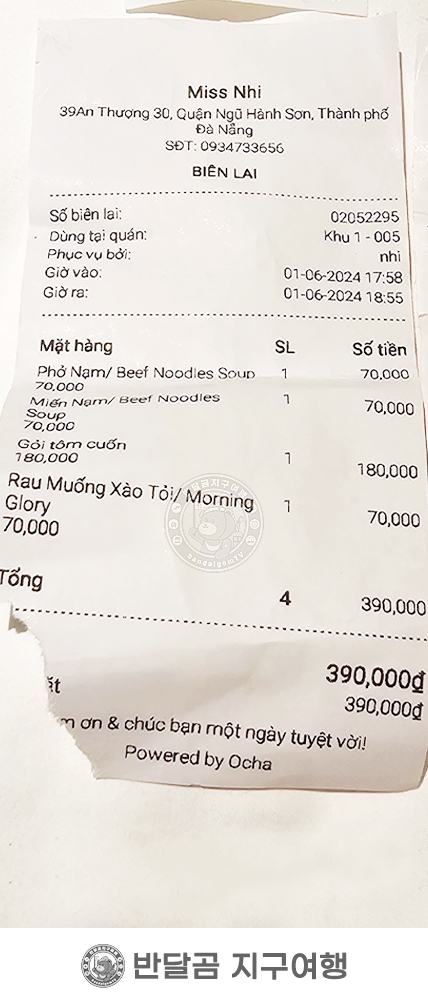 Miss Nhi
39An Thượng 30, Quận Ngũ Hành Sơn, Thành phố
Đà Nẵng
SĐT: 0934733656
BIÊN LAI
Số biên lai: 02052295
Dùng tại quán: Khu 1 - 005
Phục vụ bởi: nhi
Giờ vào: 01-06-2024 17:58
Giờ ra: 01-06-2024 18:55
Mặt hàng SL Số tiền
Phở Nạm/ Beef Noodles Soup 1 70,000
70,000
Miến Nạm/ Beef Noodles 1 70,000
Soup
70,000
Gỏi tôm cuốn
180,000 1 180,000
Rau Muống Xào Tỏi/ Morning 1 70,000
Glory
70,000
Tổng 4 390,000
390,000₫
ặt 390,000₫
m ơn & chúc bạn một ngày tuyệt vời!
Powered by Ocha
반달곰 지구여행